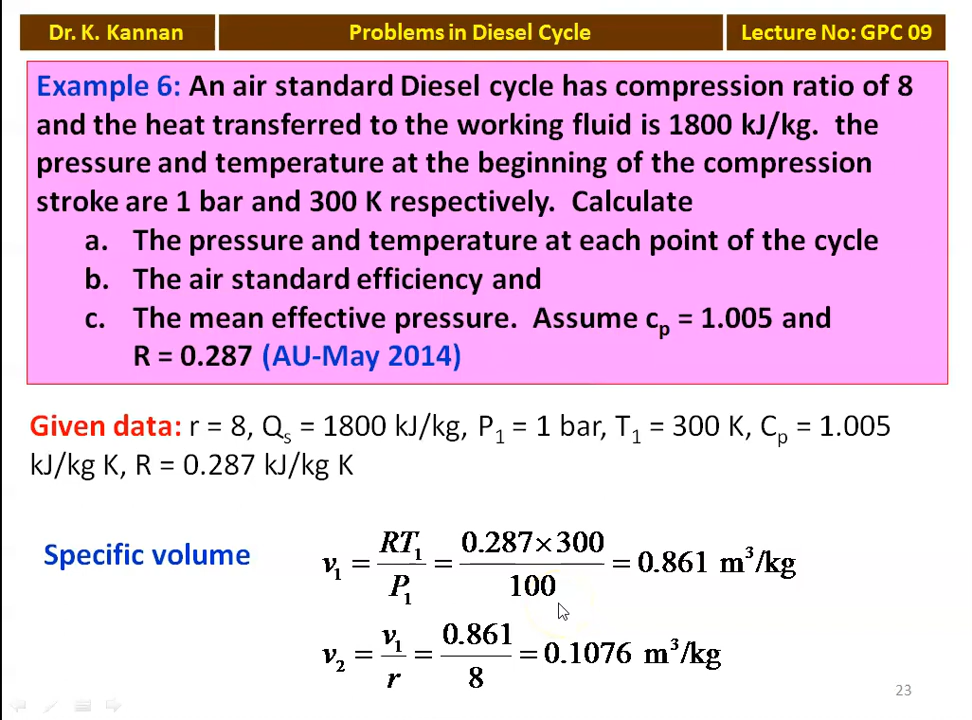 Dr. K. Kannan Problems in Diesel Cycle Lecture No: GPC 09
Example 6: An air standard Diesel cycle has compression ratio of 8
and the heat transferred to the working fluid is 1800 kJ/kg. the
pressure and temperature at the beginning of the compression
stroke are 1 bar and 300 K respectively. Calculate
a. The pressure and temperature at each point of the cycle
b. The air standard efficiency and
c. The mean effective pressure. Assume cₚ = 1.005 and
R = 0.287 (AU-May 2014)
Given data: r = 8, Qₛ = 1800 kJ/kg, P₁ = 1 bar, T₁ = 300 K, Cₚ = 1.005
kJ/kg K, R = 0.287 kJ/kg K
Specific volume v₁ = RT₁/P₁ = 0.287×300/100 = 0.861 m³/kg
v₂ = v₁/r = 0.861/8 = 0.1076 m³/kg
23